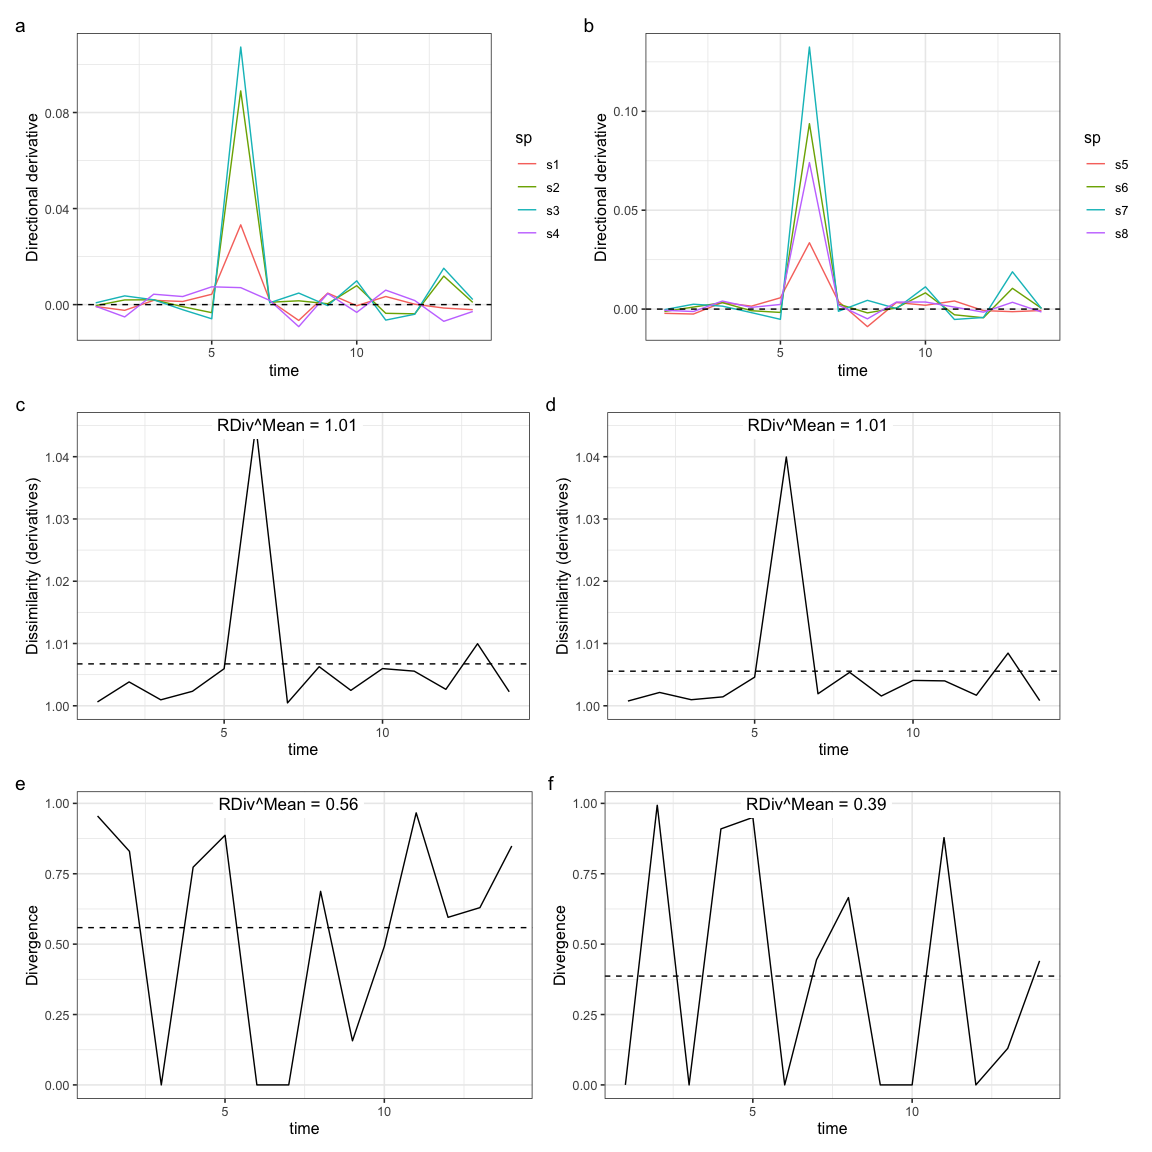 a
Directional derivative
0.08
0.04
0.00
5
10
time
sp
s1
s2
s3
s4
b
Directional derivative
0.10
0.05
0.00
5
10
time
sp
s5
s6
s7
s8
c
RDiv^Mean = 1.01
Dissimilarity (derivatives)
1.04
1.03
1.02
1.01
1.00
5
10
time
d
RDiv^Mean = 1.01
Dissimilarity (derivatives)
1.04
1.03
1.02
1.01
1.00
5
10
time
e
RDiv^Mean = 0.56
Divergence
1.00
0.75
0.50
0.25
0.00
5
10
time
f
RDiv^Mean = 0.39
Divergence
1.00
0.75
0.50
0.25
0.00
5
10
time